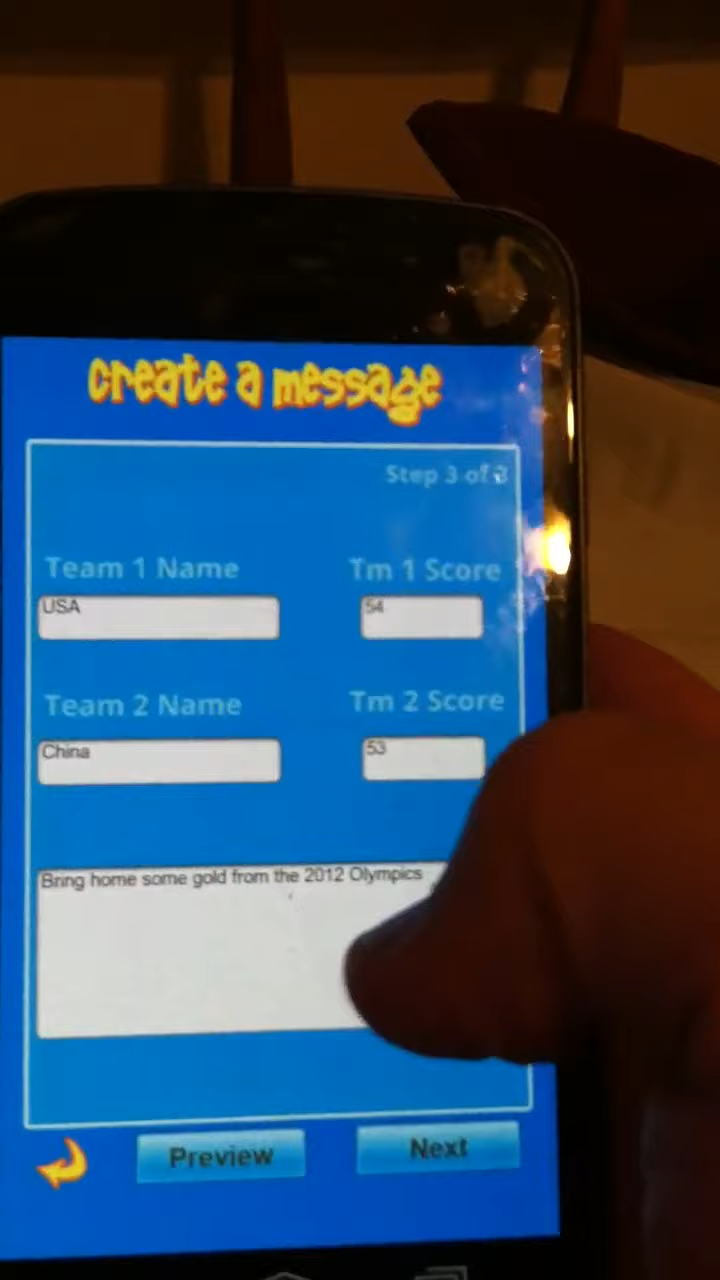 create a message
Step 3 of 3
Team 1 Name Tm 1 Score
USA 54
Team 2 Name Tm 2 Score
China 53
Bring home some gold from the 2012 Olympics
Preview Next